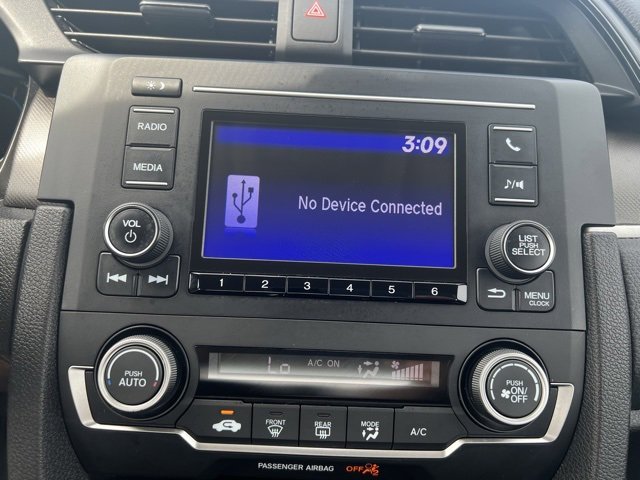 3:09
RADIO
MEDIA
No Device Connected
VOL
LIST
PUSH
SELECT
1 2 3 4 5 6
MENU
CLOCK
PUSH
AUTO
Lo A/C ON
PUSH
ON/
OFF
FRONT
REAR
MODE
A/C
PASSENGER AIRBAG OFF